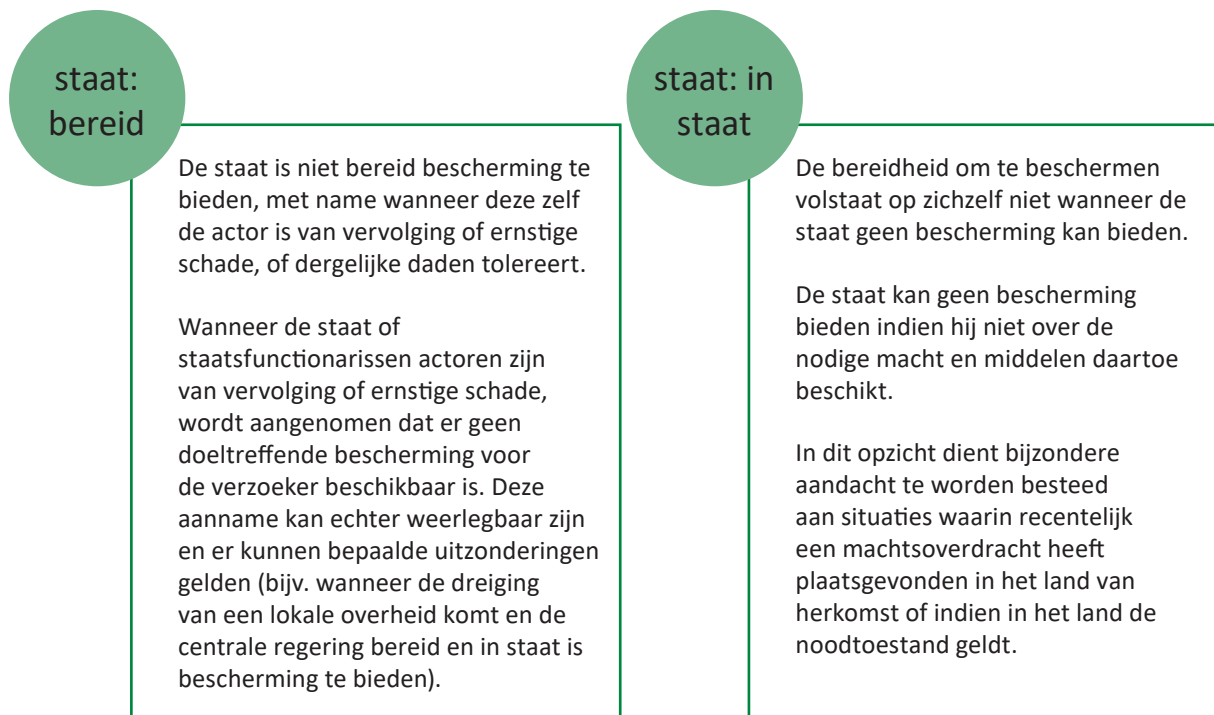 staat:
bereid
De staat is niet bereid bescherming te
bieden, met name wanneer deze zelf
de actor is van vervolging of ernstige
schade, of dergelijke daden tolereert.
Wanneer de staat of
staatsfunctionarissen actoren zijn
van vervolging of ernstige schade,
wordt aangenomen dat er geen
doeltreffende bescherming voor
de verzoeker beschikbaar is. Deze
aanname kan echter weerlegbaar zijn
en er kunnen bepaalde uitzonderingen
gelden (bijv. wanneer de dreiging
van een lokale overheid komt en de
centrale regering bereid en in staat is
bescherming te bieden).
staat: in
staat
De bereidheid om te beschermen
volstaat op zichzelf niet wanneer de
staat geen bescherming kan bieden.
De staat kan geen bescherming
bieden indien hij niet over de
nodige macht en middelen daartoe
beschikt.
In dit opzicht dient bijzondere
aandacht te worden besteed
aan situaties waarin recentelijk
een machtsoverdracht heeft
plaatsgevonden in het land van
herkomst of indien in het land de
noodtoestand geldt.